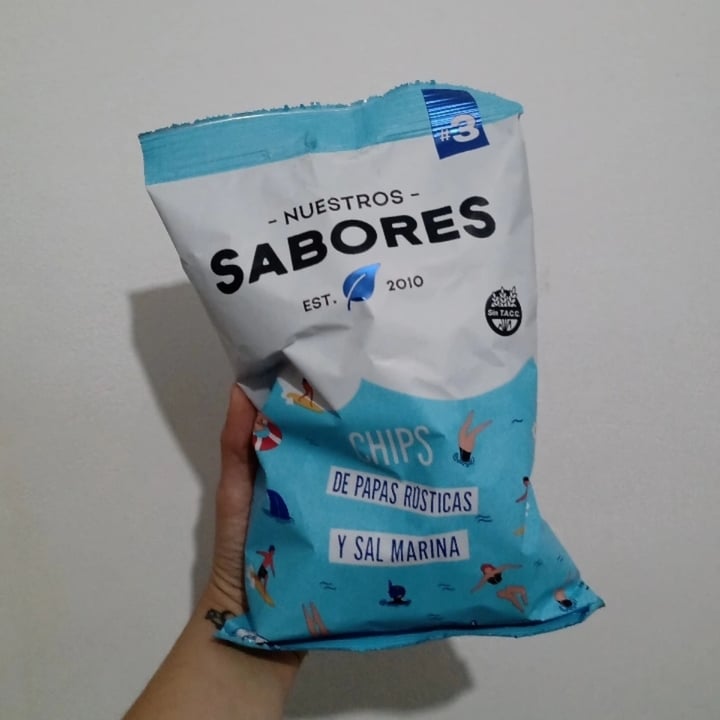 #3
- NUESTROS -
SABORES
EST. 2010
Sin T.A.C.C.
CHIPS
DE PAPAS RÚSTICAS
Y SAL MARINA